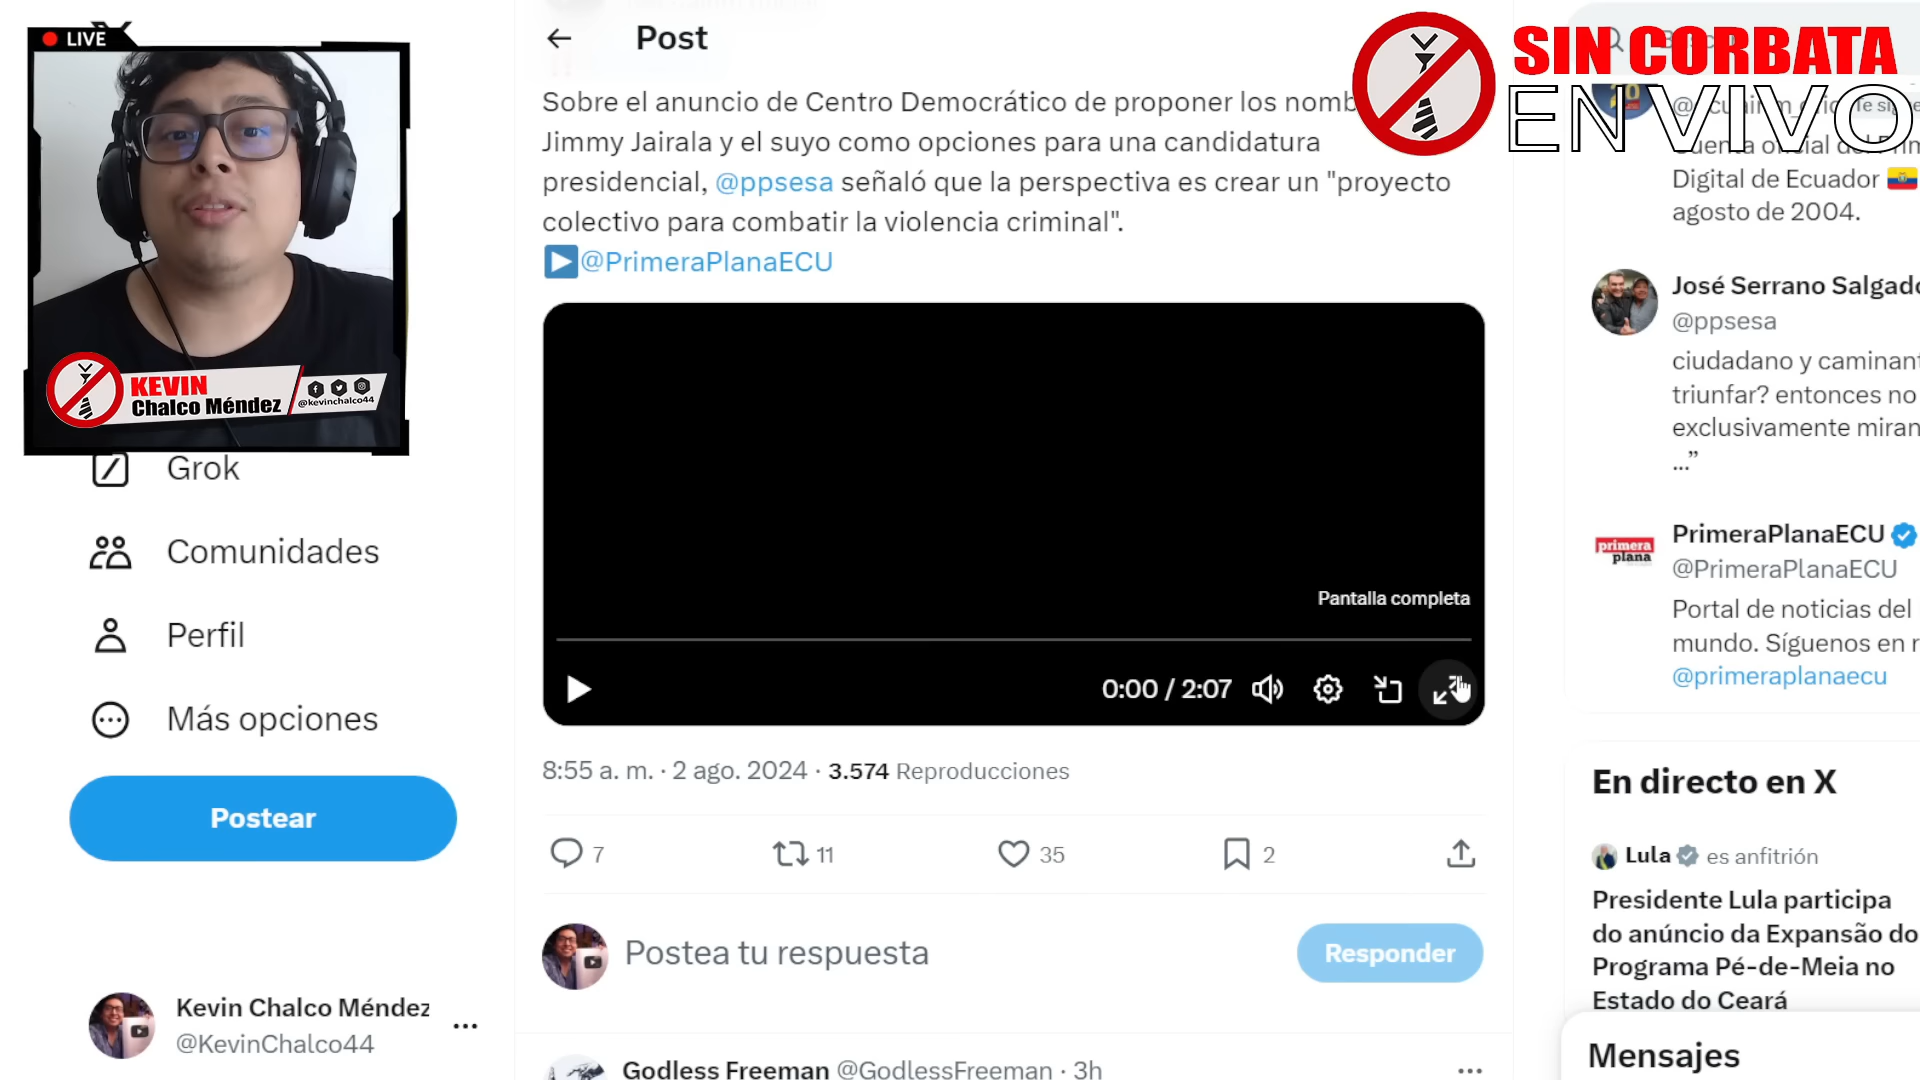 LIVE
KEVIN
Chalco Méndez
@kevinchalco44
Grok
Comunidades
Perfil
Más opciones
Postear
Kevin Chalco Méndez
@KevinChalco44
Post
Sobre el anuncio de Centro Democrático de proponer los nomb
Jimmy Jairala y el suyo como opciones para una candidatura
presidencial, @ppsesa señaló que la perspectiva es crear un "proyecto
colectivo para combatir la violencia criminal".
@PrimeraPlanaECU
Pantalla completa
0:00 / 2:07
8:55 a. m. · 2 ago. 2024 · 3.574 Reproducciones
7
11
35
2
Postea tu respuesta
Responder
Godless Freeman @GodlessFreeman · 3h
SIN CORBATA
EN VIVO
Digital de Ecuador
agosto de 2004.
José Serrano Salgado
@ppsesa
ciudadano y caminant
triunfar? entonces no
exclusivamente miran
..."
PrimeraPlanaECU
@PrimeraPlanaECU
Portal de noticias del
mundo. Síguenos en r
@primeraplanaecu
primera
plana
En directo en X
Lula es anfitrión
Presidente Lula participa
do anúncio da Expansão do
Programa Pé-de-Meia no
Estado do Ceará
Mensajes